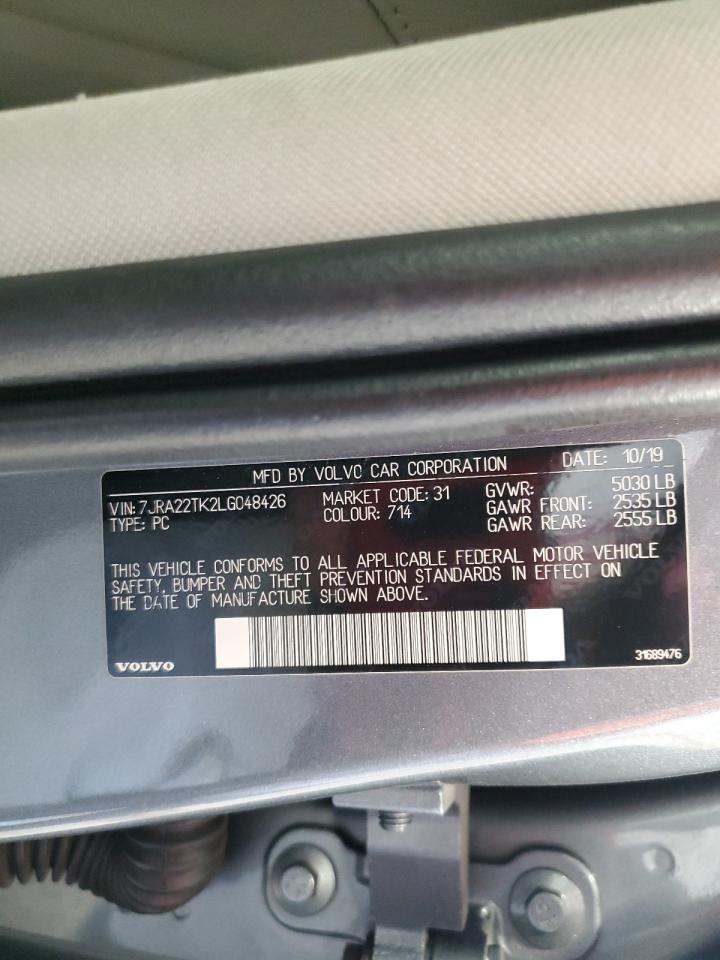 MFD BY VOLVO CAR CORPORATION DATE: 10/19
VIN: 7JRA22TK2LG048426 MARKET CODE: 31 GVWR: 5030 LB
TYPE: PC COLOUR: 714 GAWR FRONT: 2535 LB
GAWR REAR: 2555 LB
THIS VEHICLE CONFORMS TO ALL APPLICABLE FEDERAL MOTOR VEHICLE
SAFETY, BUMPER AND THEFT PREVENTION STANDARDS IN EFFECT ON
THE DATE OF MANUFACTURE SHOWN ABOVE.
VOLVO 31689476